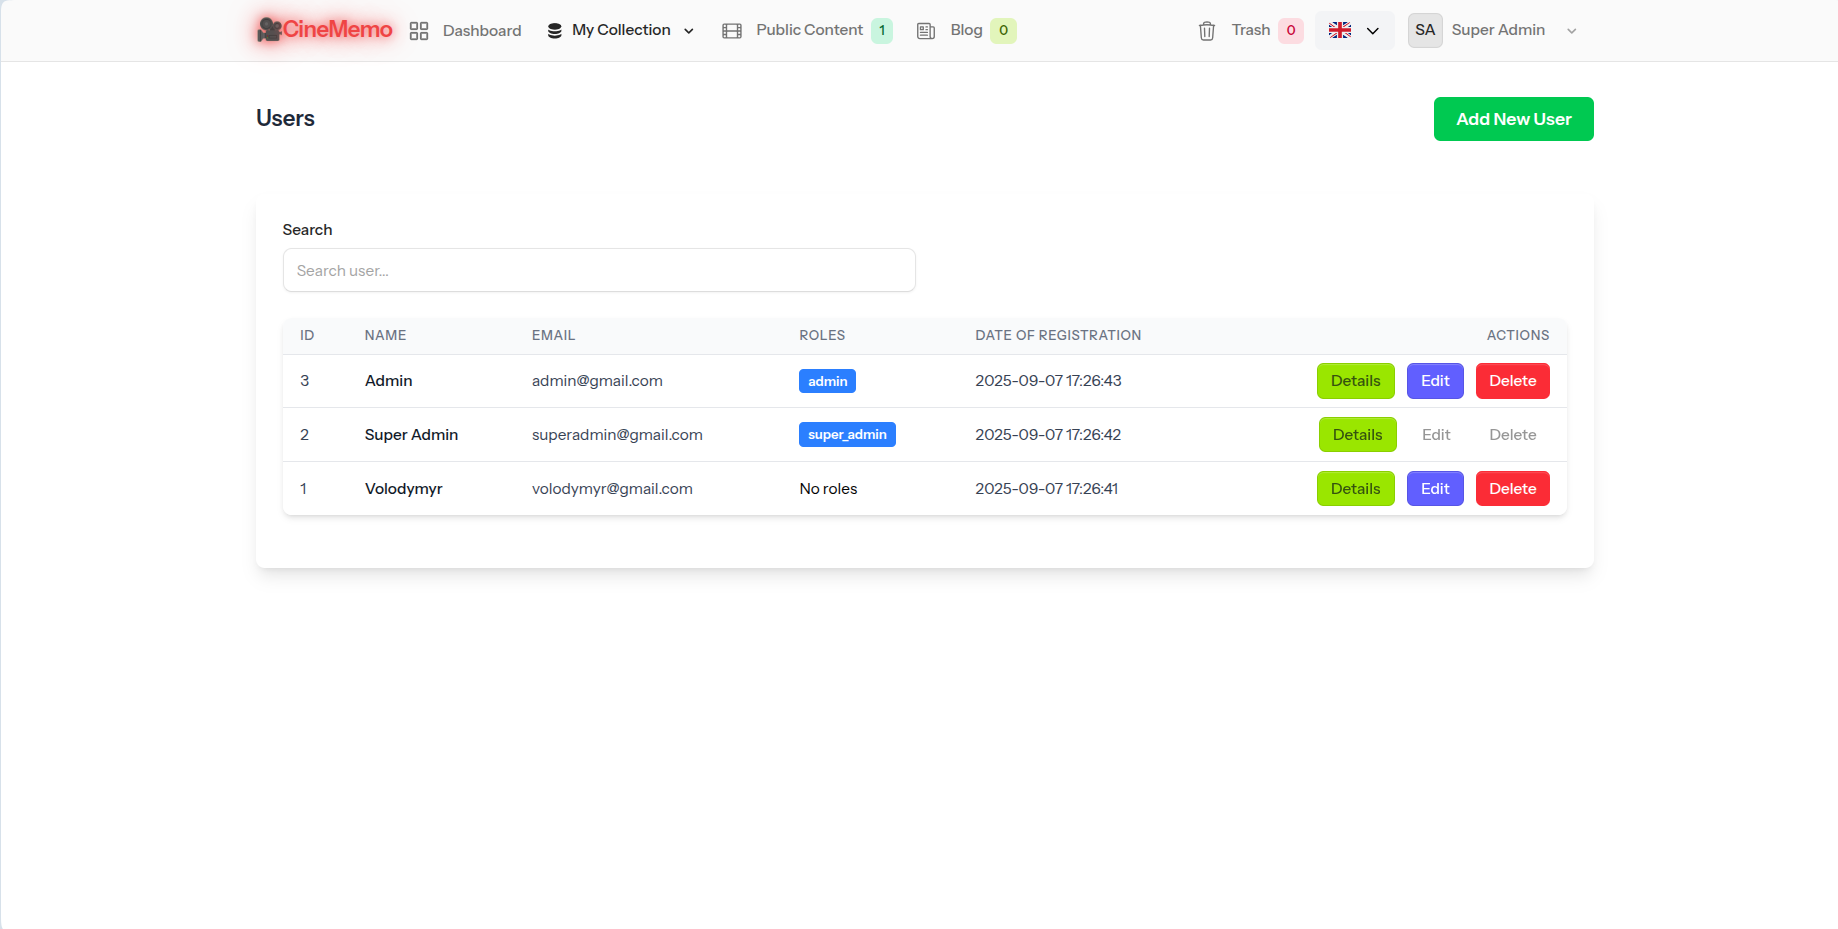 CineMemo Dashboard My Collection Public Content 1 Blog 0 Trash 0 SA Super Admin
Users Add New User
Search
Search user...
ID NAME EMAIL ROLES DATE OF REGISTRATION ACTIONS
3 Admin admin@gmail.com admin 2025-09-07 17:26:43 Details Edit Delete
2 Super Admin superadmin@gmail.com super_admin 2025-09-07 17:26:42 Details Edit Delete
1 Volodymyr volodymyr@gmail.com No roles 2025-09-07 17:26:41 Details Edit Delete